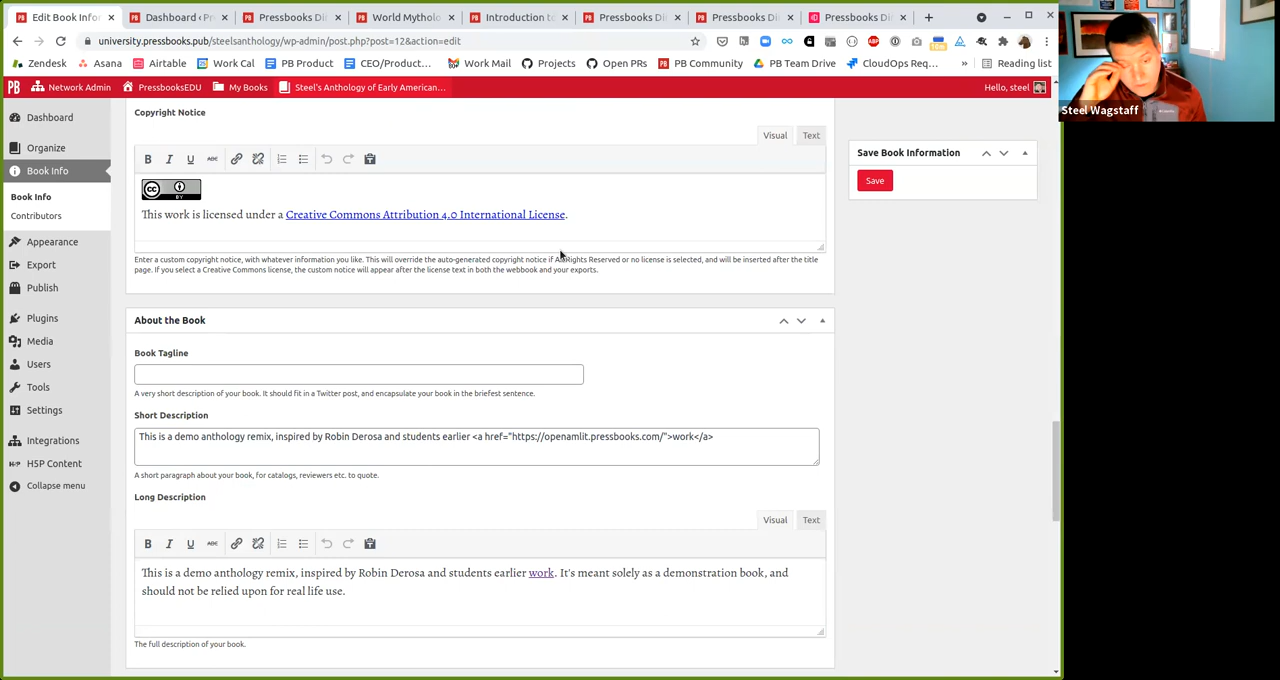 Edit Book Info
Dashboard ‹ Pr
Pressbooks Di
World Mytholo
Introduction to
Pressbooks Di
Pressbooks Di
Pressbooks Di
university.pressbooks.pub/steelsanthology/wp-admin/post.php?post=12&action=edit
Zendesk
Asana
Airtable
Work Cal
PB Product
CEO/Produc...
Work Mail
Projects
Open PRs
PB Community
PB Team Drive
CloudOps Req...
Reading list
Network Admin
PressbooksEDU
My Books
Steel's Anthology of Early American...
Hello, steel
Steel Wagstaff
Dashboard
Organize
Book Info
Book Info
Contributors
Appearance
Export
Publish
Plugins
Media
Users
Tools
Settings
Integrations
H5P Content
Collapse menu
Copyright Notice
Visual Text
CC BY
This work is licensed under a Creative Commons Attribution 4.0 International License.
Enter a custom copyright notice, with whatever information you like. This will override the auto-generated copyright notice if All Rights Reserved or no license is selected, and will be inserted after the title
page. If you select a Creative Commons license, the custom notice will appear after the license text in both the webbook and your exports.
Save Book Information
Save
About the Book
Book Tagline
A very short description of your book. It should fit in a Twitter post, and encapsulate your book in the briefest sentence.
Short Description
This is a demo anthology remix, inspired by Robin Derosa and students earlier <a href="https://openamlit.pressbooks.com/">work</a>
A short paragraph about your book, for catalogs, reviewers etc. to quote.
Long Description
Visual Text
This is a demo anthology remix, inspired by Robin Derosa and students earlier work. It's meant solely as a demonstration book, and
should not be relied upon for real life use.
The full description of your book.